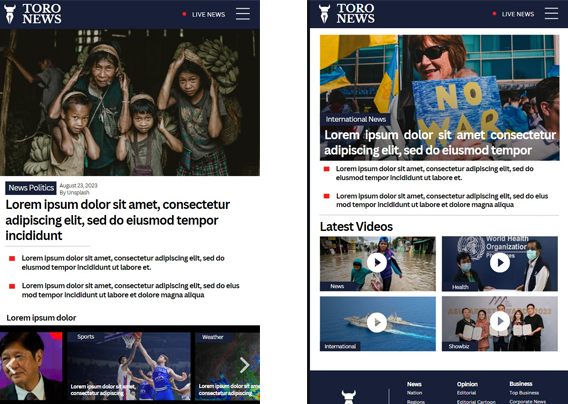 TORO
NEWS
LIVE NEWS
News Politics
August 23, 2023
By Unsplash
Lorem ipsum dolor sit amet, consectetur
adipiscing elit, sed do eiusmod tempor
incididunt
Lorem ipsum dolor sit amet, consectetur adipiscing elit, sed do
eiusmod tempor incididunt ut labore et.
Lorem ipsum dolor sit amet, consectetur adipiscing elit, sed do eiusm
mod tempor incididunt ut labore et dolore magna aliqua
Lorem ipsum dolor
Sports
Lorem ipsum dolor sit amet,
consectetur adipiscing elit.
Weather
Lorem ipsum dolor sit am
consectetur adipiscing eli
TORO
NEWS
LIVE NEWS
NO
WAR
International News
Lorem ipsum dolor sit amet, consectetur
adipiscing elit, sed do eiusmod tempor
Lorem ipsum dolor sit amet, consectetur adipiscing elit, sed do
eiusmod tempor incididunt ut labore et.
Lorem ipsum dolor sit amet, consectetur adipiscing elit, sed do eius
mod tempor incididunt ut labore et dolore magna aliqua
Latest Videos
News
World Health
Organization
Philippines
Health
International
2022
Showbiz
News
Nation
Regions
Opinion
Editorial
Editorial Cartoon
Business
Top Business
Corporate News